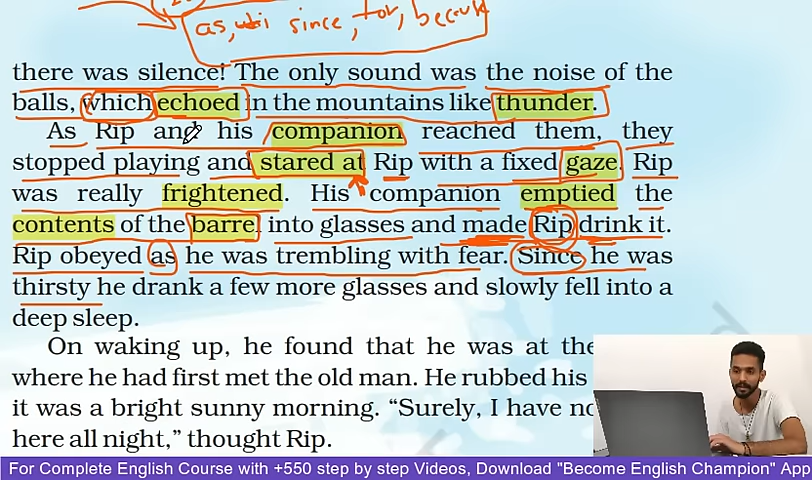 as, since, for, because
there was silence! The only sound was the noise of the
balls, which echoed in the mountains like thunder.
As Rip and his companion reached them, they
stopped playing and stared at Rip with a fixed gaze. Rip
was really frightened. His companion emptied the
contents of the barrel into glasses and made Rip drink it.
Rip obeyed as he was trembling with fear. Since he was
thirsty he drank a few more glasses and slowly fell into a
deep sleep.
On waking up, he found that he was at the
where he had first met the old man. He rubbed his
it was a bright sunny morning. “Surely, I have no
here all night,” thought Rip.
For Complete English Course with +550 step by step Videos, Download "Become English Champion" App